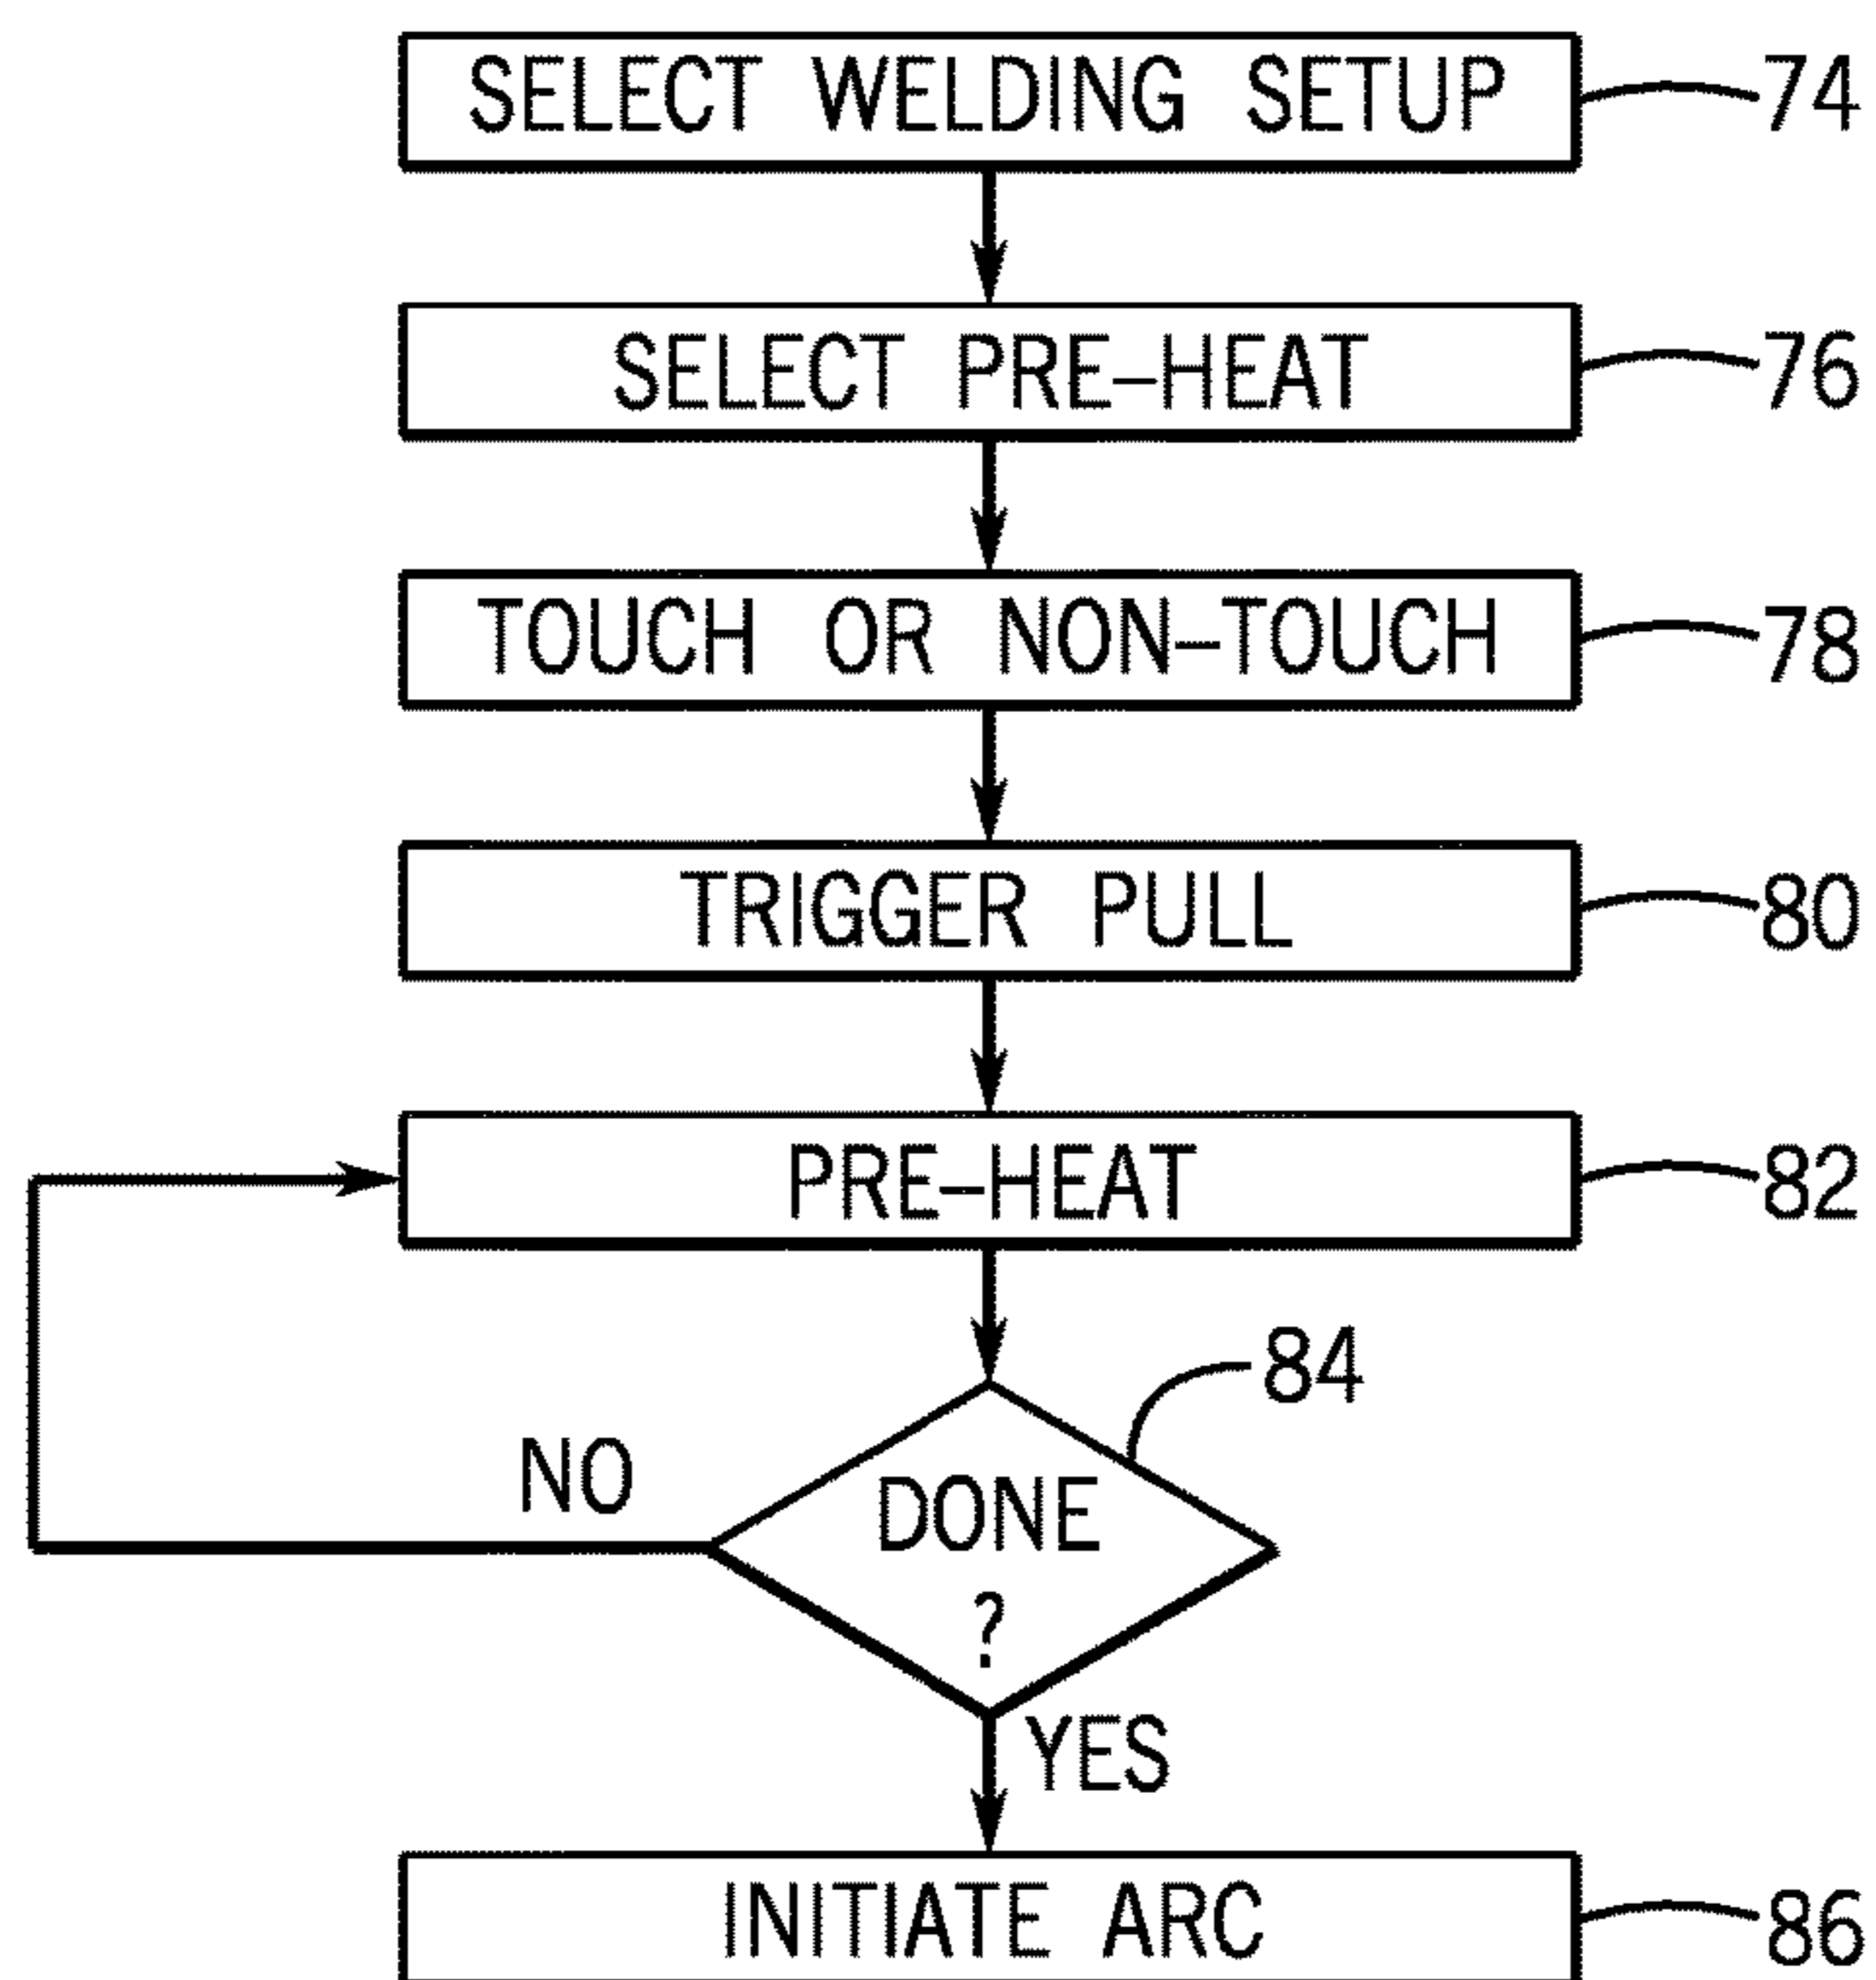 SELECT WELDING SETUP 74
SELECT PRE-HEAT 76
TOUCH OR NON-TOUCH 78
TRIGGER PULL 80
PRE-HEAT 82
84
NO
DONE
?
YES
INITIATE ARC 86